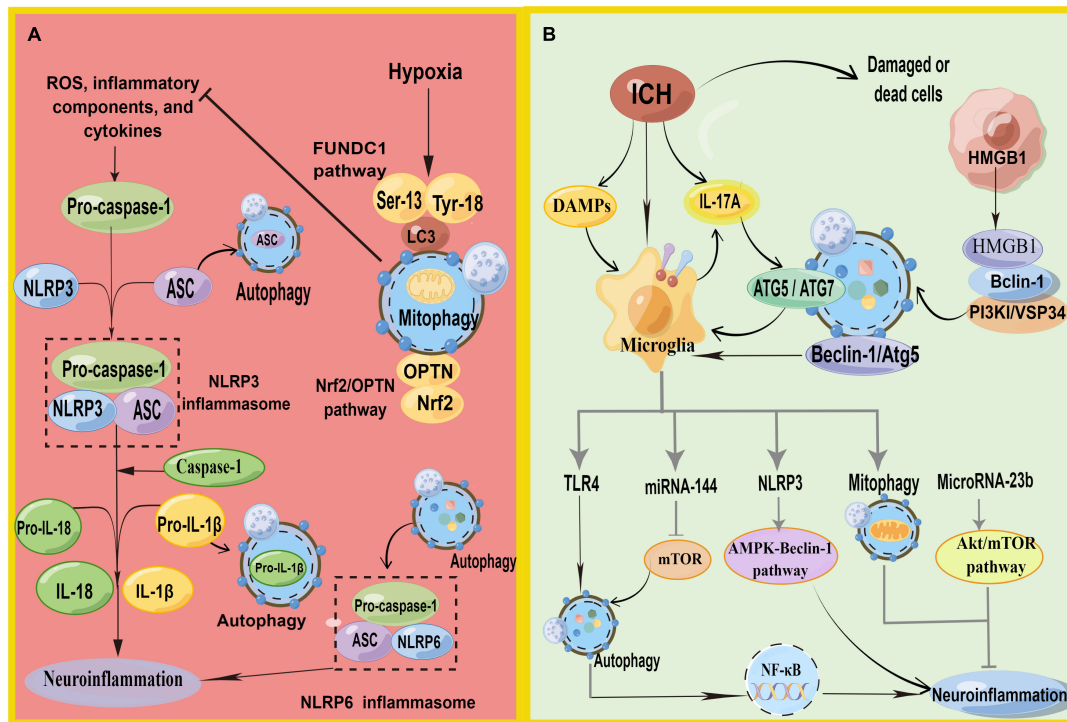 A
ROS, inflammatory
components, and
cytokines
Hypoxia
FUNDC1
pathway
Ser-13
Tyr-18
LC3
Pro-caspase-1
NLRP3
ASC
ASC
Autophagy
Mitophagy
OPTN
Nrf2
Nrf2/OPTN
pathway
Pro-caspase-1
NLRP3
ASC
NLRP3
inflammasome
Caspase-1
Pro-IL-18
Pro-IL-1β
IL-18
IL-1β
Pro-IL-1β
Autophagy
Autophagy
Pro-caspase-1
ASC
NLRP6
Neuroinflammation
NLRP6 inflammasome
B
ICH
Damaged or
dead cells
HMGB1
DAMPs
IL-17A
HMGB1
Bclin-1
PI3KI/VSP34
ATG5 / ATG7
Microglia
Beclin-1/Atg5
TLR4
miRNA-144
NLRP3
Mitophagy
MicroRNA-23b
mTOR
AMPK-Beclin-1
pathway
Akt/mTOR
pathway
Autophagy
NF-κB
Neuroinflammation